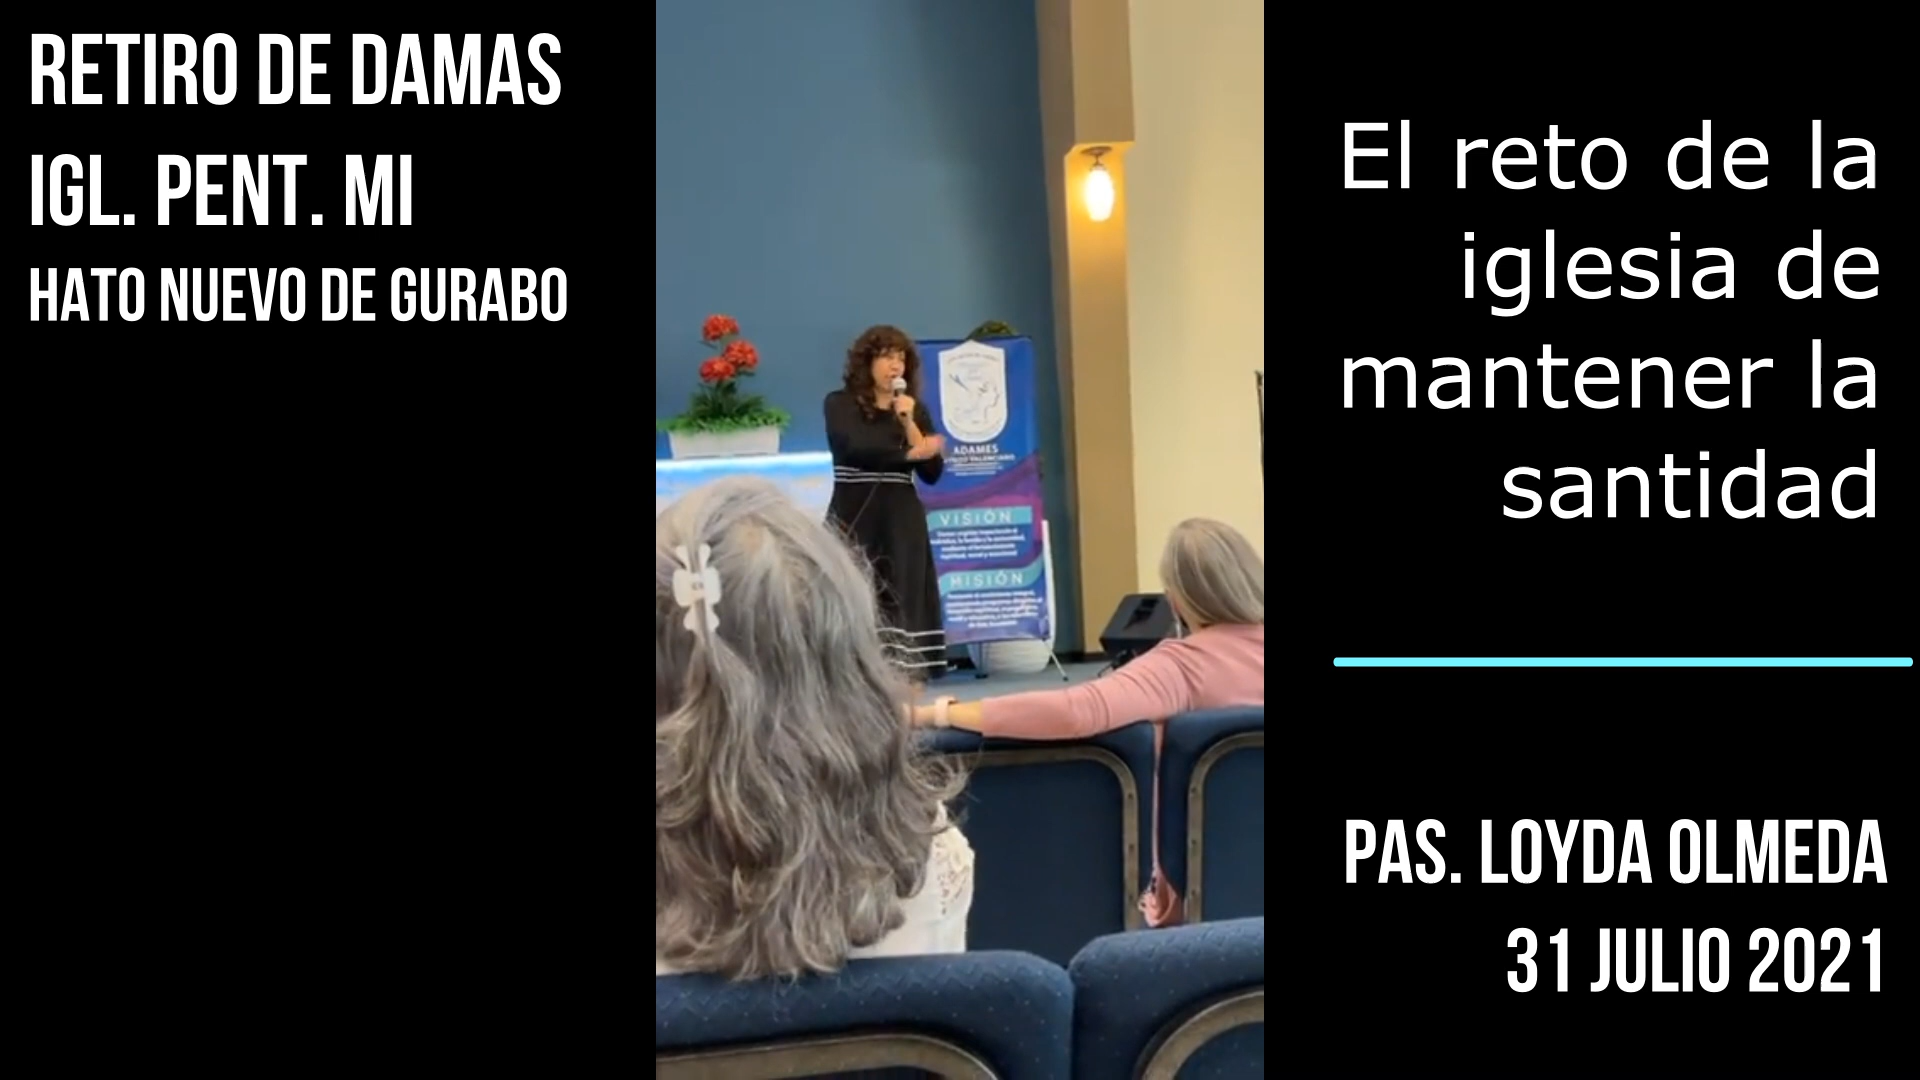 RETIRO DE DAMAS
IGL. PENT. MI
HATO NUEVO DE GURABO
El reto de la
iglesia de
mantener la
santidad
PAS. LOYDA OLMEDA
31 JULIO 2021
ADAMES
VISIÓN
MISIÓN